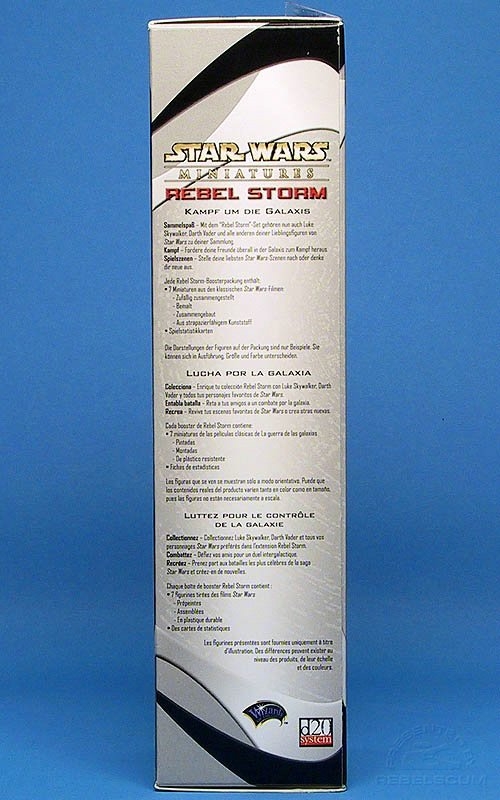 STAR WARS
MINIATURES
REBEL STORM
KAMPF UM DIE GALAXIS
Sammelspaß – Mit dem "Rebel Storm"-Set gehören nun auch Luke
Skywalker, Darth Vader und alle anderen deiner Lieblingsfiguren von
Star Wars zu deiner Sammlung.
Kampf – Fordere deine Freunde überall in der Galaxis zum Kampf heraus.
Spielszenen – Stelle deine liebsten Star Wars-Szenen nach oder denke
dir neue aus.
Jede Rebel Storm-Boosterpackung enthält:
• 7 Miniaturen aus den klassischen Star Wars-Filmen:
- Zufällig zusammengestellt
- Bemalt
- Zusammengebaut
- Aus strapazierfähigem Kunststoff
• Spielstatistikkarten
Die Darstellungen der Figuren auf der Packung sind nur Beispiele. Sie
können sich in Ausführung, Größe und Farbe unterscheiden.
LUCHA POR LA GALAXIA
Colecciona – Enrique tu colección Rebel Storm con Luke Skywalker, Darth
Vader y todos tus personajes favoritos de Star Wars.
Entabla batalla – Reta a tus amigos a un combate por la galaxia.
Recrea – Revive tus escenas favoritas de Star Wars o crea otras nuevas.
Cada booster de Rebel Storm contiene:
• 7 miniaturas de las películas clásicas de La guerra de las galaxias
- Pintadas
- Montadas
- De plástico resistente
• Fichas de estadísticas
Las figuras que se ven se muestran sólo a modo orientativo. Puede que
los contenidos reales del producto varíen tanto en color como en tamaño,
pues las figuras no están necesariamente a escala.
LUTTEZ POUR LE CONTRÔLE
DE LA GALAXIE
Collectionnez – Collectionnez Luke Skywalker, Darth Vader et tous vos
personnages Star Wars préférés dans l'extension Rebel Storm.
Combattez – Défiez vos amis pour un duel intergalactique.
Recréez – Prenez part aux batailles les plus célèbres de la saga
Star Wars et créez-en de nouvelles.
Chaque boîte de booster Rebel Storm contient :
• 7 figurines tirées des films Star Wars
- Prépeintes
- Assemblées
- En plastique durable
• Des cartes de statistiques
Les figurines présentées sont fournies uniquement à titre
d'illustration. Des différences peuvent exister au
niveau des produits, de leur échelle
et des couleurs.
Wizards
d20
system
REBELSCUM